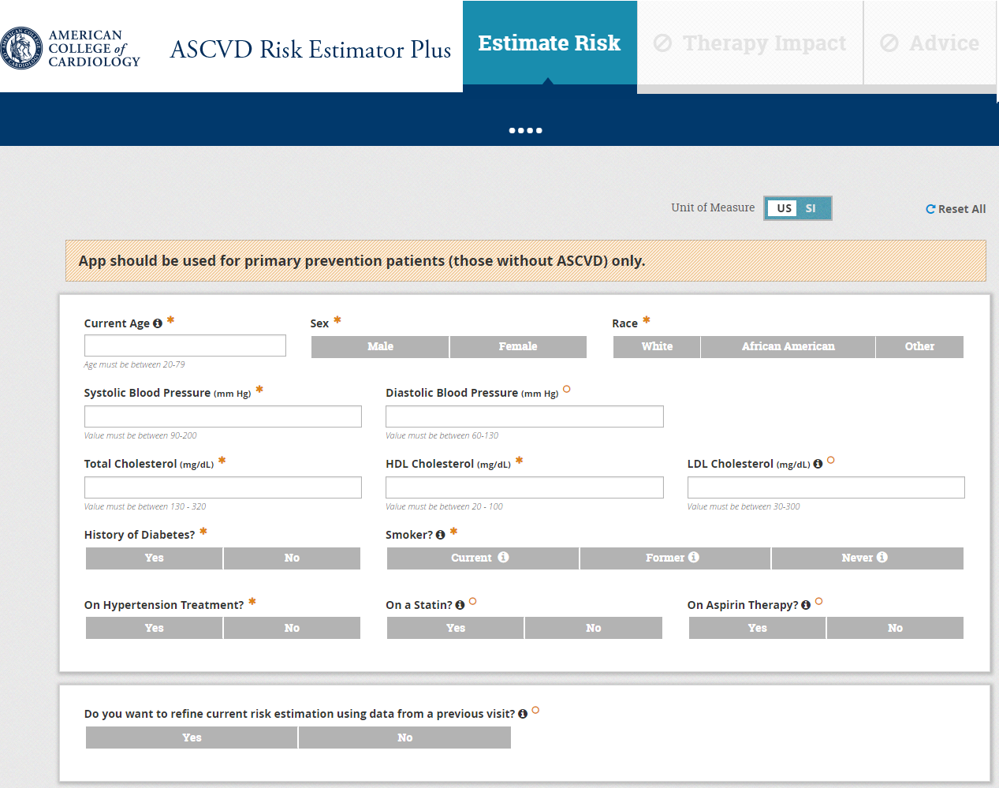 AMERICAN
COLLEGE of
CARDIOLOGY
ASCVD Risk Estimator Plus
Estimate Risk
Therapy Impact
Advice
Unit of Measure US SI
Reset All
App should be used for primary prevention patients (those without ASCVD) only.
Current Age *
Age must be between 20-79
Sex *
Male Female
Race *
White African American Other
Systolic Blood Pressure (mm Hg) *
Value must be between 90-200
Diastolic Blood Pressure (mm Hg)
Value must be between 60-130
Total Cholesterol (mg/dL) *
Value must be between 130 - 320
HDL Cholesterol (mg/dL) *
Value must be between 20 - 100
LDL Cholesterol (mg/dL)
Value must be between 30-300
History of Diabetes? *
Yes No
Smoker? *
Current Former Never
On Hypertension Treatment? *
Yes No
On a Statin?
Yes No
On Aspirin Therapy?
Yes No
Do you want to refine current risk estimation using data from a previous visit?
Yes No